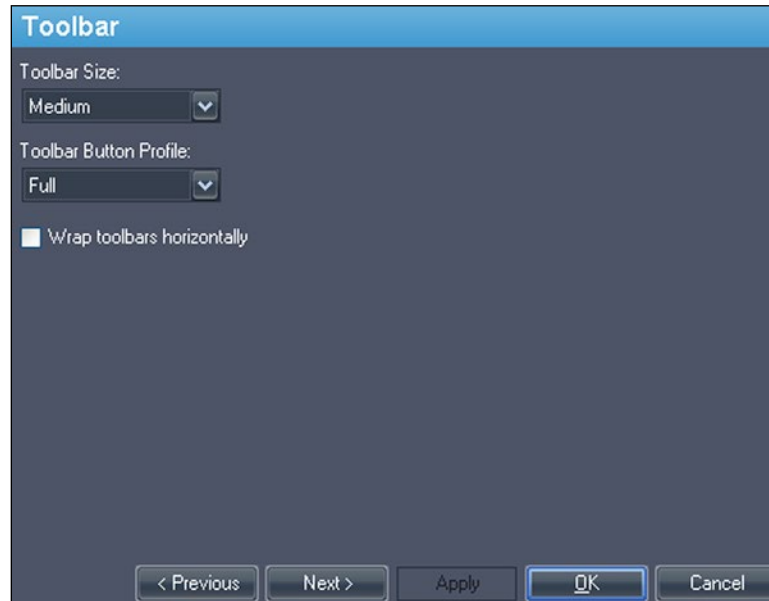 Toolbar
Toolbar Size:
Medium
Toolbar Button Profile:
Full
Wrap toolbars horizontally
< Previous Next > Apply OK Cancel